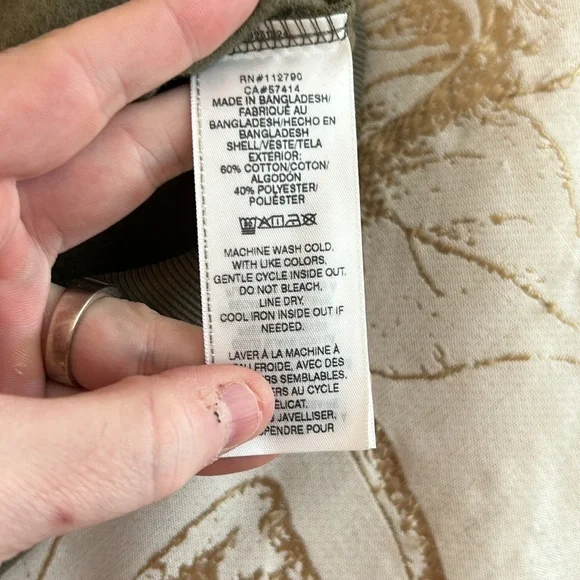 RN#112790
CA#57414
MADE IN BANGLADESH/
FABRIQUÉ AU
BANGLADESH/HECHO EN
BANGLADESH
SHELL/VESTE/TELA
EXTERIOR:
60% COTTON/COTON/
ALGODÓN
40% POLYESTER/
POLIÉSTER
MACHINE WASH COLD.
WITH LIKE COLORS.
GENTLE CYCLE INSIDE OUT.
DO NOT BLEACH.
LINE DRY.
COOL IRON INSIDE OUT IF
NEEDED.
LAVER À LA MACHINE À
FROIDE, AVEC DES
SEMBLABLES.
AU CYCLE
JAVELLISER.
POUR